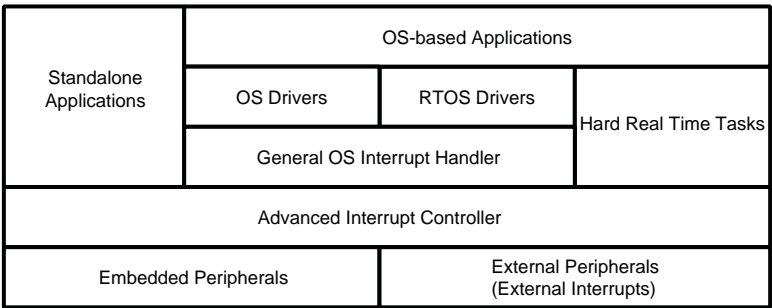 OS-based Applications
Standalone
Applications
OS Drivers
RTOS Drivers
Hard Real Time Tasks
General OS Interrupt Handler
Advanced Interrupt Controller
Embedded Peripherals
External Peripherals
(External Interrupts)